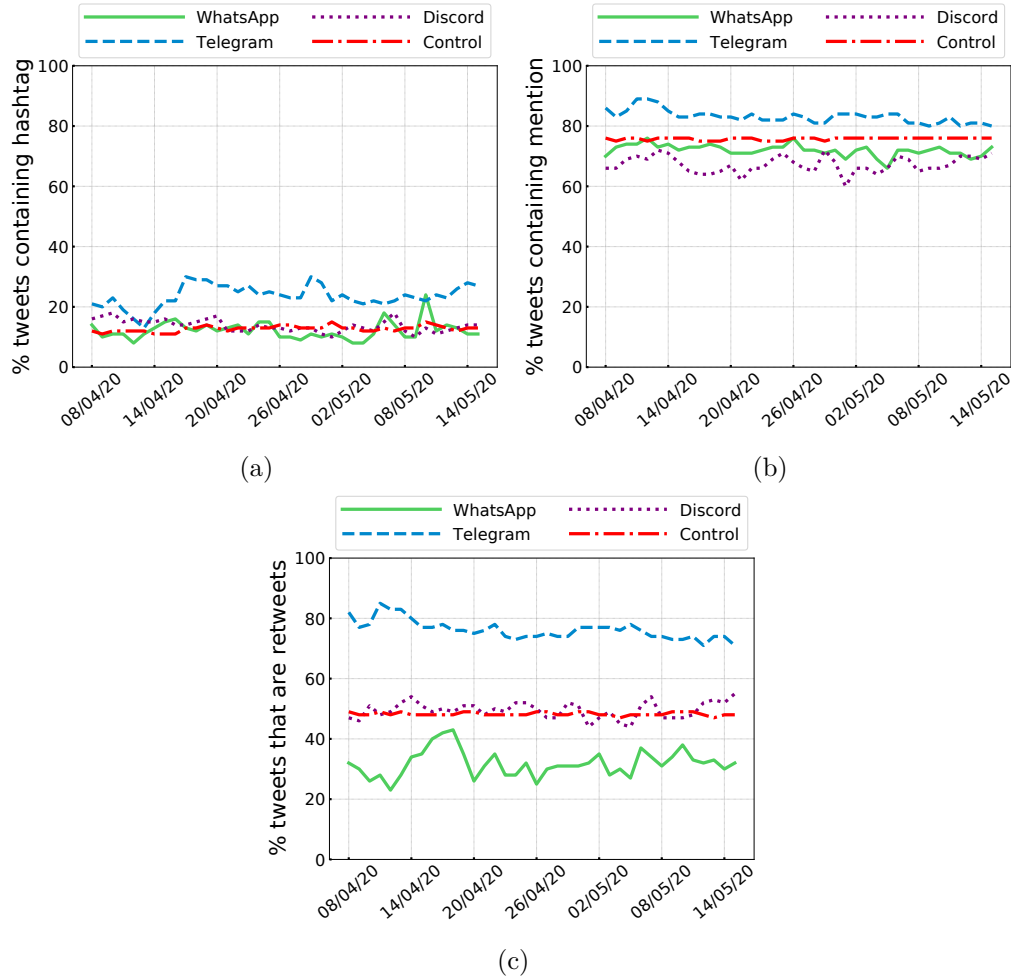 WhatsApp Discord
Telegram Control
% tweets containing hashtag
100
80
60
40
20
0
08/04/20 14/04/20 20/04/20 26/04/20 02/05/20 08/05/20 14/05/20
(a)
WhatsApp Discord
Telegram Control
% tweets containing mention
100
80
60
40
20
0
08/04/20 14/04/20 20/04/20 26/04/20 02/05/20 08/05/20 14/05/20
(b)
WhatsApp Discord
Telegram Control
% tweets that are retweets
100
80
60
40
20
0
08/04/20 14/04/20 20/04/20 26/04/20 02/05/20 08/05/20 14/05/20
(c)